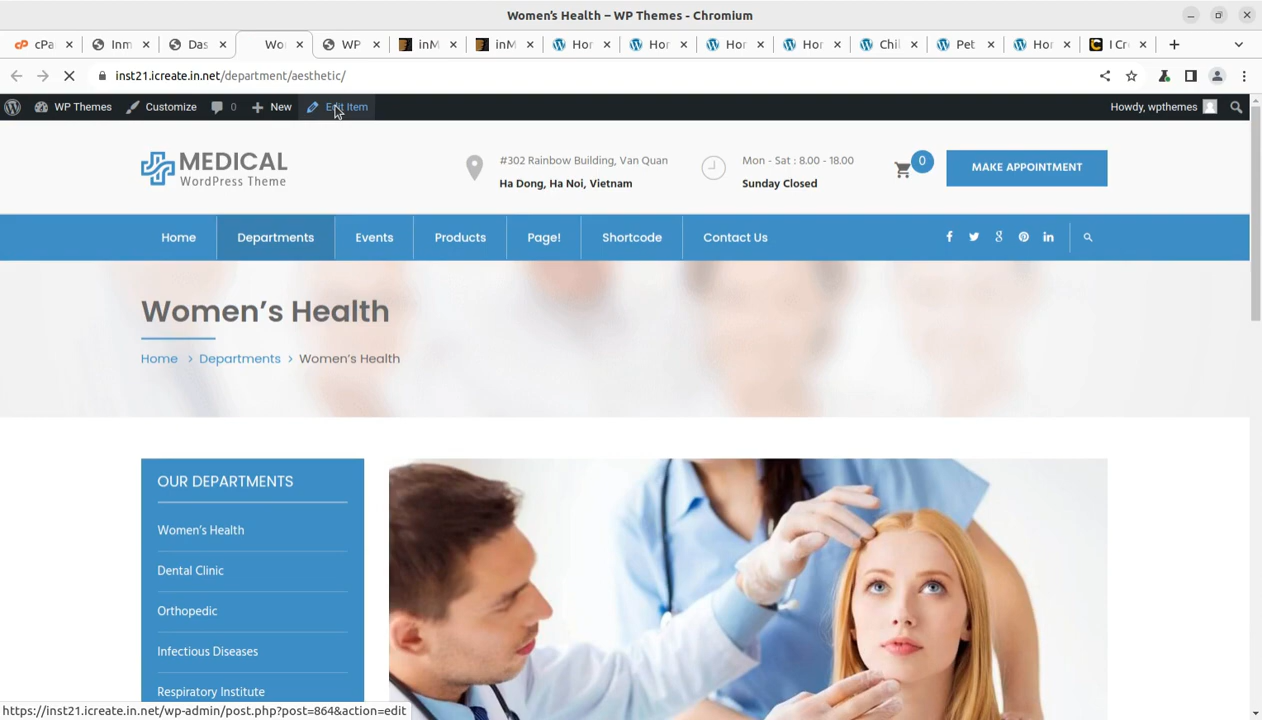 Women's Health – WP Themes - Chromium
cPa Inm Das Wo WP inM inM Hor Hor Hor Hor Chil Pet Hor I Cr
inst21.icreate.in.net/department/aesthetic/
WP Themes Customize 0 New Edit Item Howdy, wpthemes
MEDICAL
WordPress Theme
#302 Rainbow Building, Van Quan
Ha Dong, Ha Noi, Vietnam
Mon - Sat : 8.00 - 18.00
Sunday Closed
0
MAKE APPOINTMENT
Home Departments Events Products Page! Shortcode Contact Us
Women's Health
Home > Departments > Women's Health
OUR DEPARTMENTS
Women's Health
Dental Clinic
Orthopedic
Infectious Diseases
Respiratory Institute
https://inst21.icreate.in.net/wp-admin/post.php?post=864&action=edit